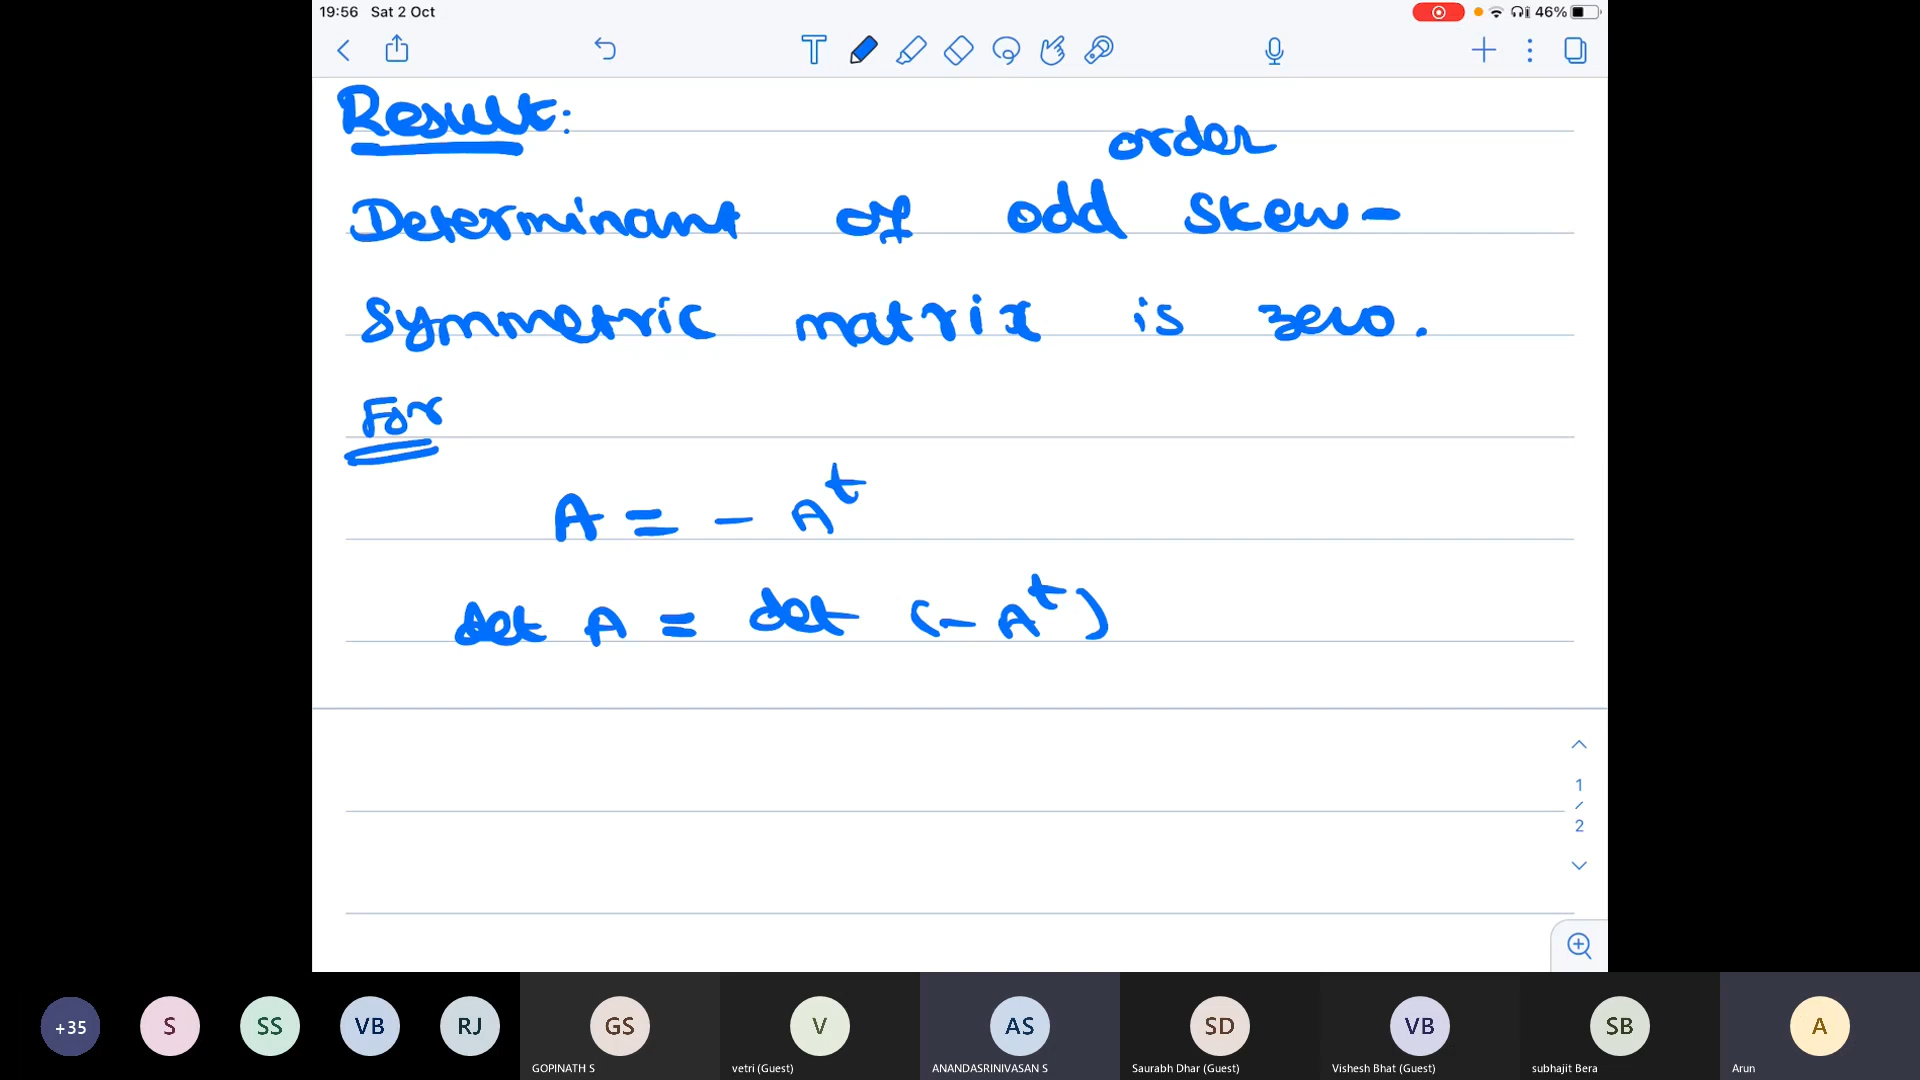 19:56 Sat 2 Oct 46%
Result:
order
Determinant of odd skew-
symmetric matrix is zero.
For
A = - A^t
det A = det (- A^t)
1
/
2
+35 S SS VB RJ GS V AS SD VB SB A
GOPINATH S vetri (Guest) ANANDASRINIVASAN S Saurabh Dhar (Guest) Vishesh Bhat (Guest) subhajit Bera Arun